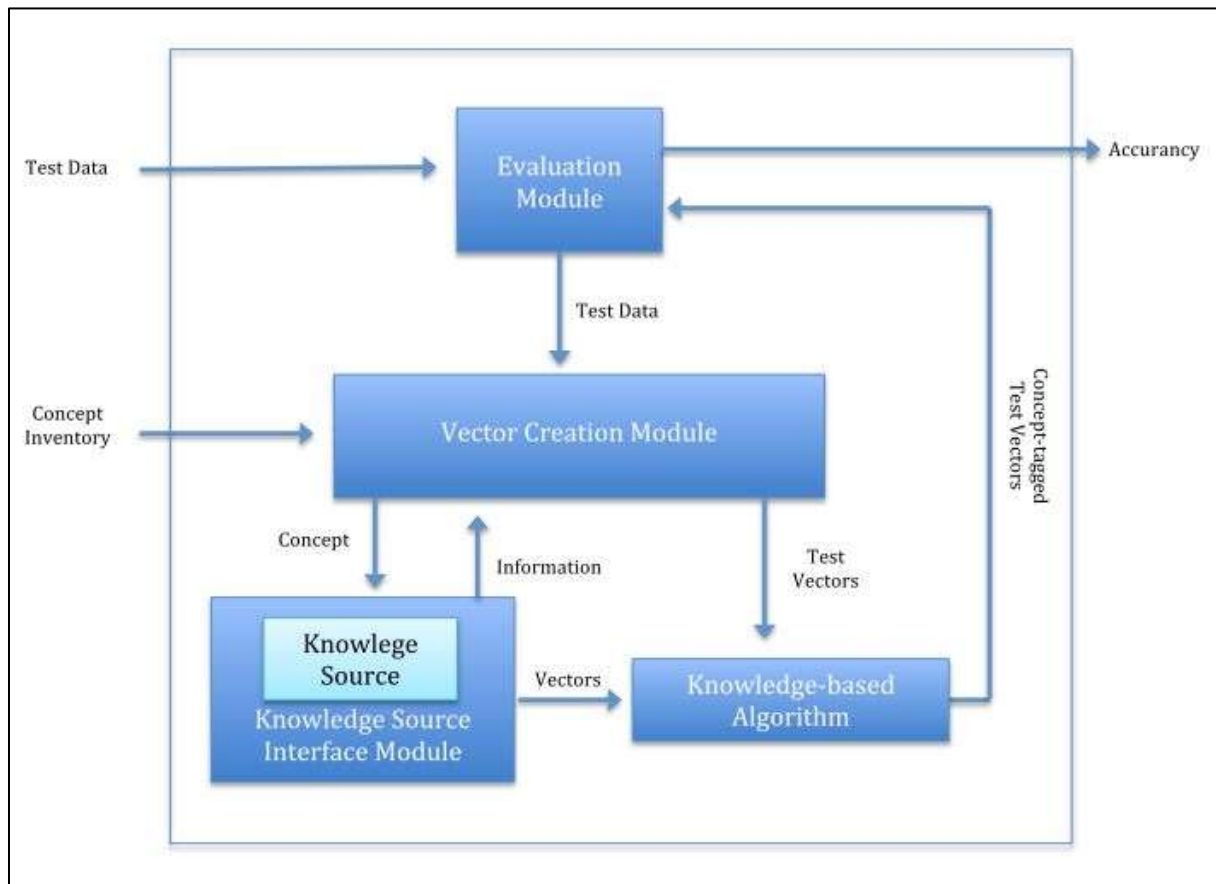 Test Data
Evaluation
Module
Accurancy
Test Data
Concept
Inventory
Vector Creation Module
Concept-tagged
Test Vectors
Concept
Information
Test
Vectors
Knowlege
Source
Knowledge Source
Interface Module
Vectors
Knowledge-based
Algorithm